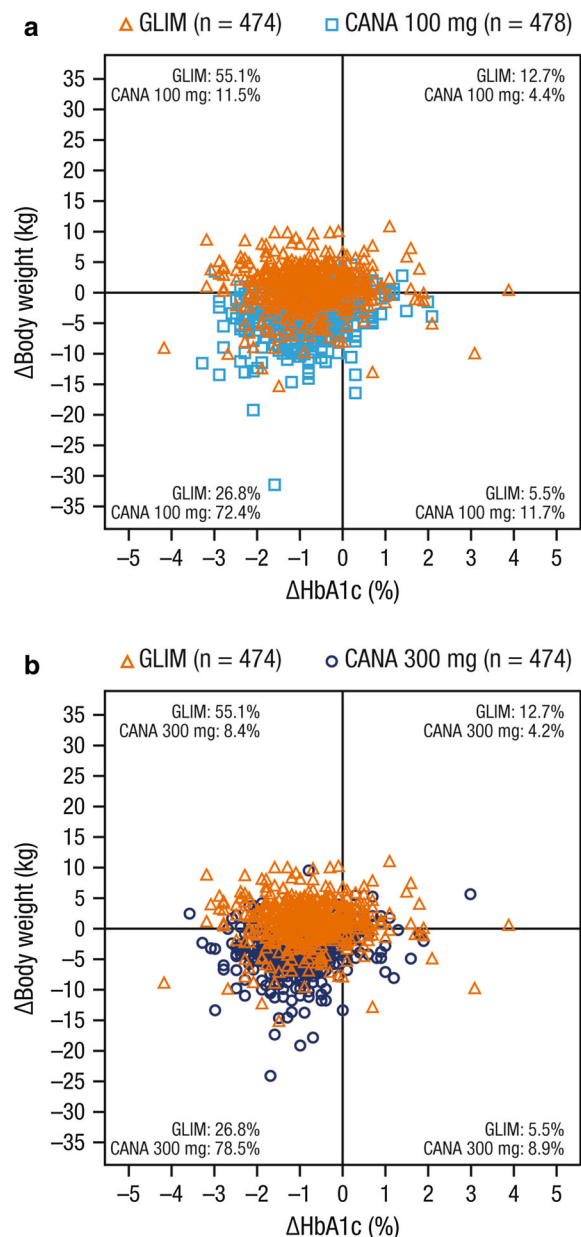 a
GLIM (n = 474) CANA 100 mg (n = 478)
GLIM: 55.1%
CANA 100 mg: 11.5%
GLIM: 12.7%
CANA 100 mg: 4.4%
35
30
25
20
15
10
5
0
–5
–10
–15
–20
–25
–30
–35
ΔBody weight (kg)
GLIM: 26.8%
CANA 100 mg: 72.4%
GLIM: 5.5%
CANA 100 mg: 11.7%
–5 –4 –3 –2 –1 0 1 2 3 4 5
ΔHbA1c (%)
b
GLIM (n = 474) CANA 300 mg (n = 474)
GLIM: 55.1%
CANA 300 mg: 8.4%
GLIM: 12.7%
CANA 300 mg: 4.2%
35
30
25
20
15
10
5
0
–5
–10
–15
–20
–25
–30
–35
ΔBody weight (kg)
GLIM: 26.8%
CANA 300 mg: 78.5%
GLIM: 5.5%
CANA 300 mg: 8.9%
–5 –4 –3 –2 –1 0 1 2 3 4 5
ΔHbA1c (%)